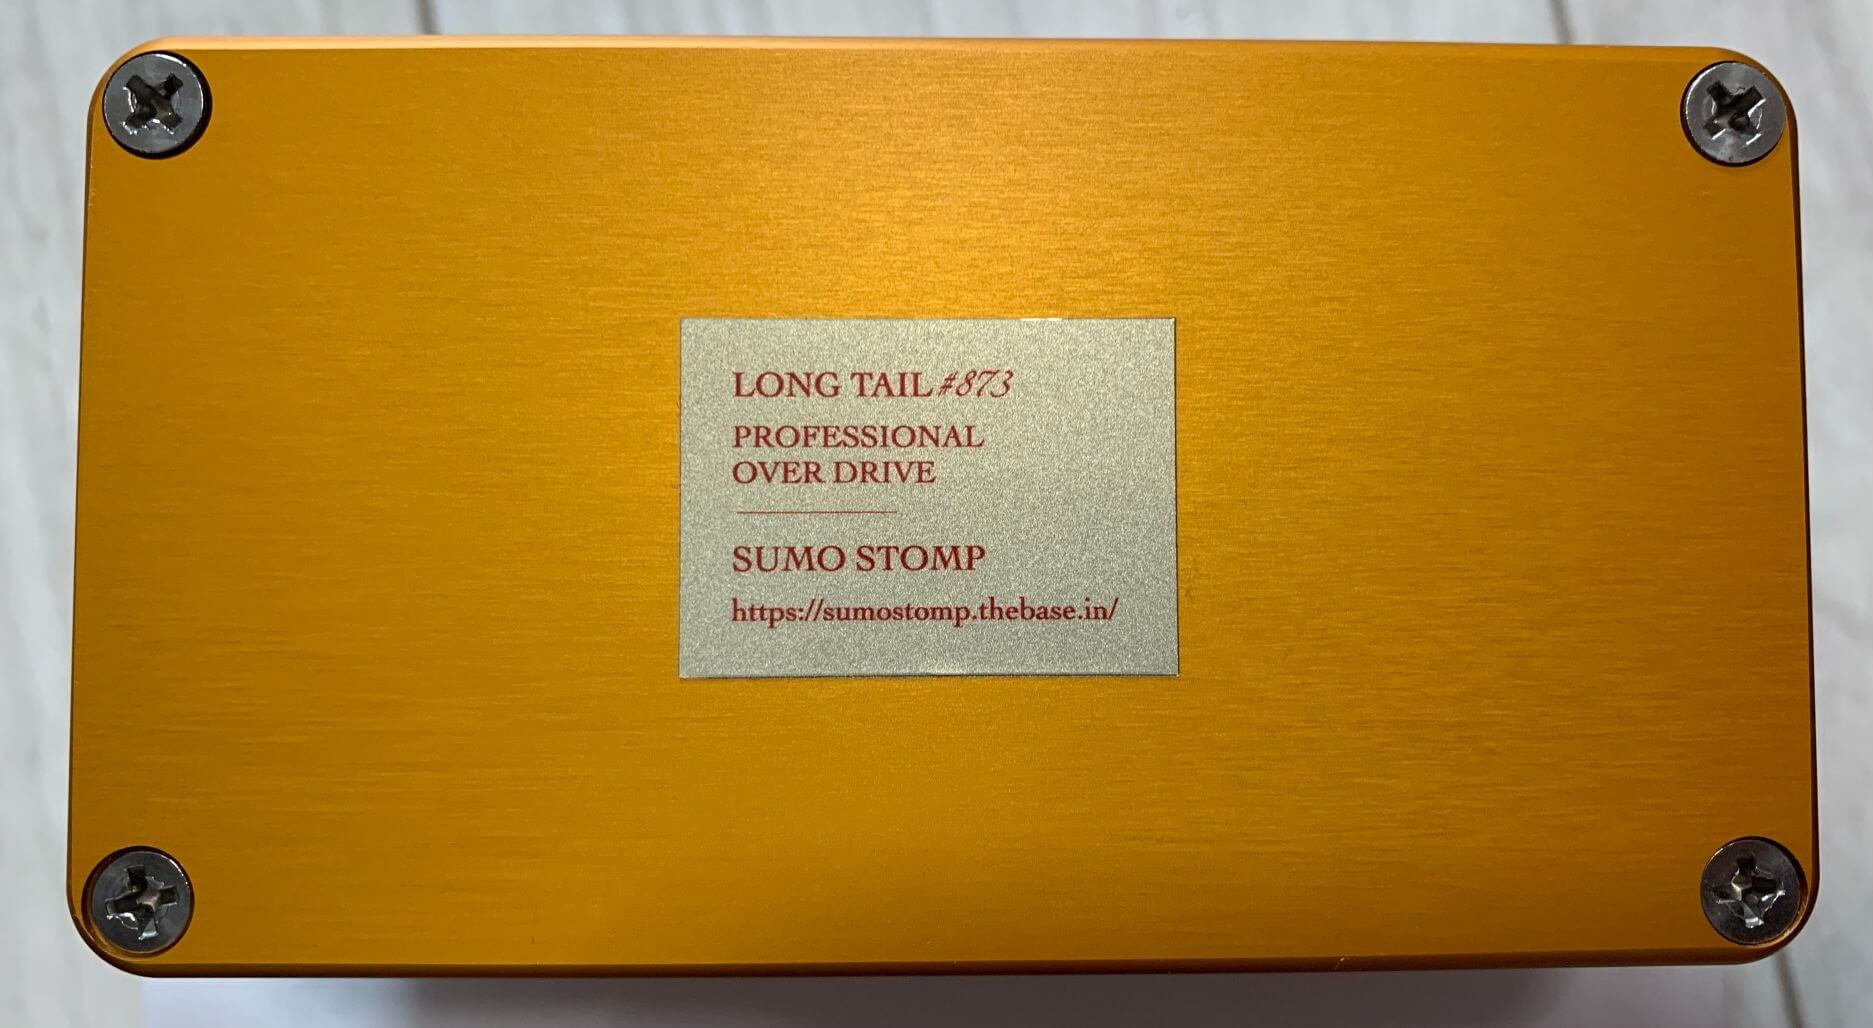 LONG TAIL #873
PROFESSIONAL
OVER DRIVE
SUMO STOMP
https://sumostomp.thebase.in/